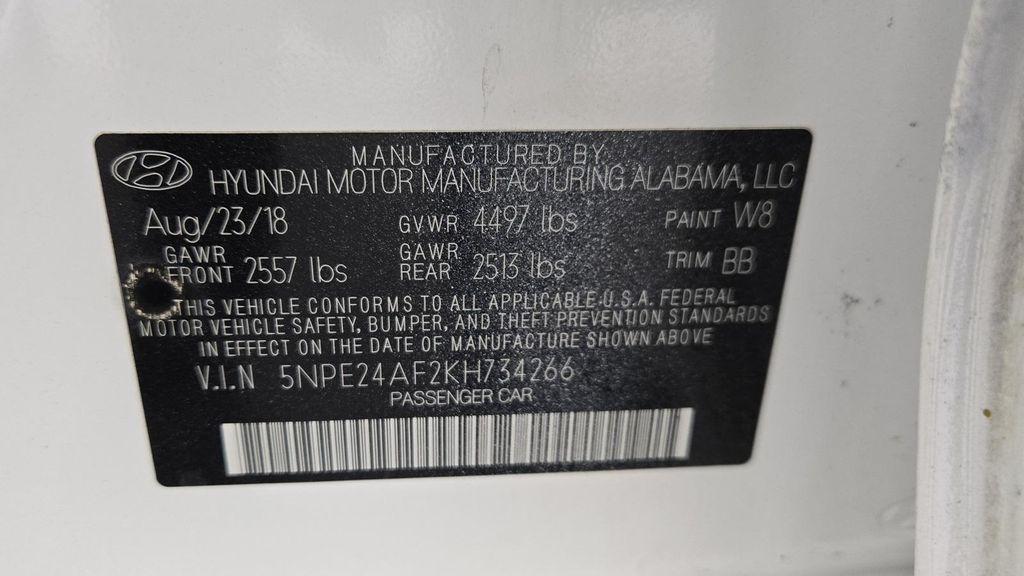 MANUFACTURED BY
HYUNDAI MOTOR MANUFACTURING ALABAMA, LLC
Aug/23/18 GVWR 4497 lbs PAINT W8
GAWR FRONT 2557 lbs GAWR REAR 2513 lbs TRIM BB
THIS VEHICLE CONFORMS TO ALL APPLICABLE U.S.A. FEDERAL
MOTOR VEHICLE SAFETY, BUMPER, AND THEFT PREVENTION STANDARDS
IN EFFECT ON THE DATE OF MANUFACTURE SHOWN ABOVE
V.I.N 5NPE24AF2KH734266
PASSENGER CAR